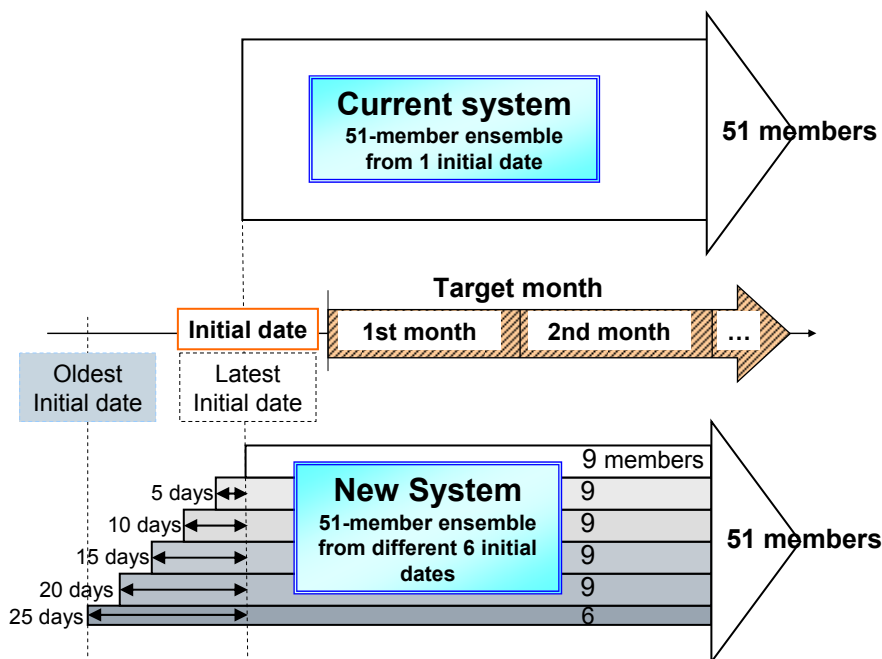 Current system
51-member ensemble
from 1 initial date
51 members
Target month
Initial date
1st month
2nd month
...
Oldest
Initial date
Latest
Initial date
9 members
5 days
9
10 days
9
15 days
9
20 days
9
25 days
6
New System
51-member ensemble
from different 6 initial
dates
51 members